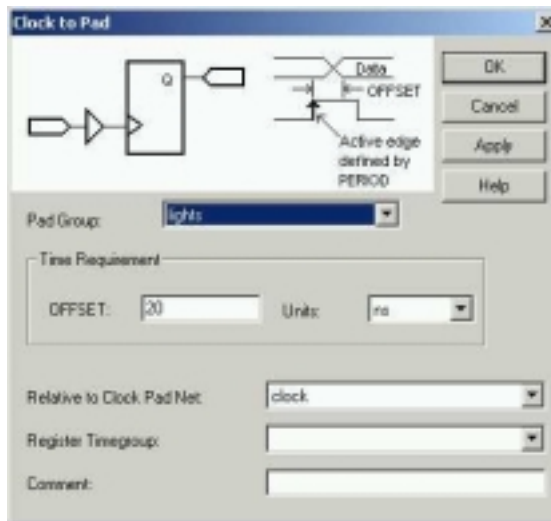 Clock to Pad
Q
Data
OFFSET
Active edge
defined by
PERIOD
OK
Cancel
Apply
Help
Pad Group:
lights
Time Requirement
OFFSET:
20
Units:
ns
Relative to Clock Pad Net:
clock
Register Timegroup:
Comment: